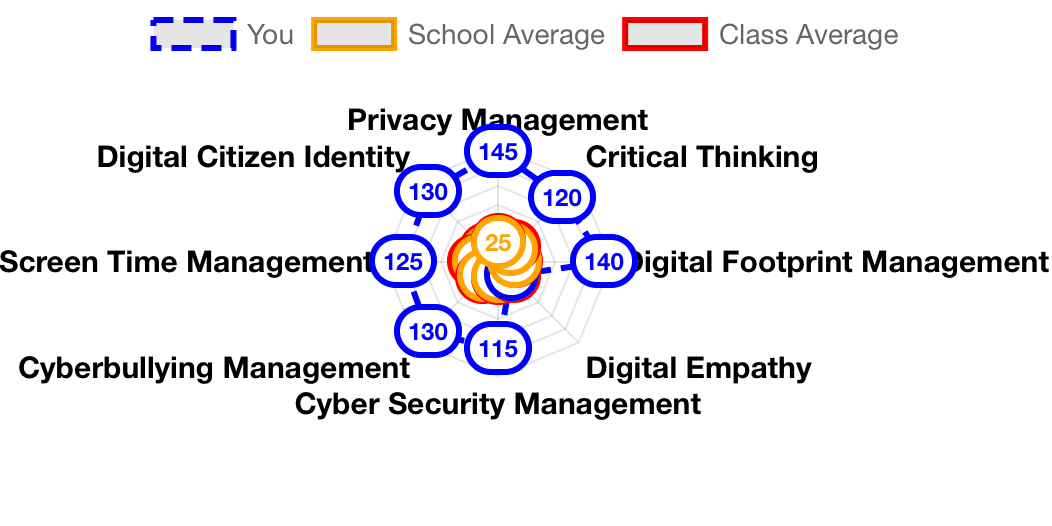 You School Average Class Average
Privacy Management
145
Digital Citizen Identity
Critical Thinking
130
120
25
Screen Time Management
125
140
Digital Footprint Management
130
115
Cyberbullying Management
Digital Empathy
Cyber Security Management